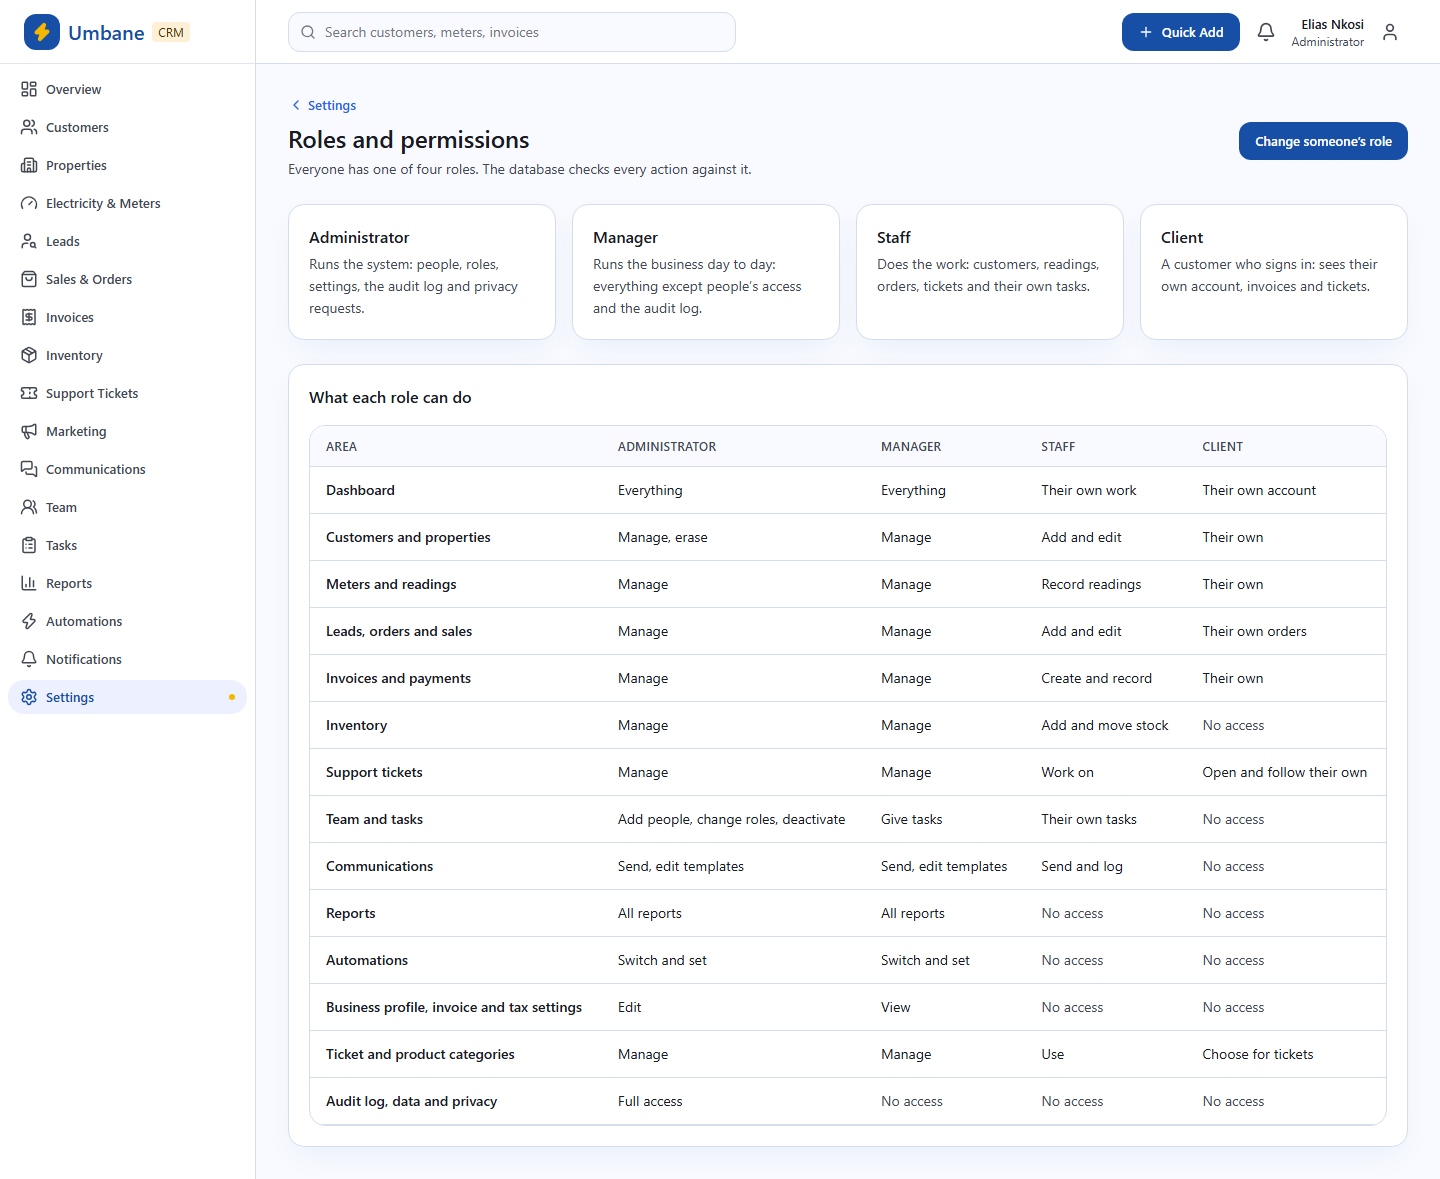 Umbane CRM
Search customers, meters, invoices
Quick Add
Elias Nkosi
Administrator
Overview
Customers
Properties
Electricity & Meters
Leads
Sales & Orders
Invoices
Inventory
Support Tickets
Marketing
Communications
Team
Tasks
Reports
Automations
Notifications
Settings
Settings
Roles and permissions
Everyone has one of four roles. The database checks every action against it.
Change someone’s role
Administrator
Runs the system: people, roles,
settings, the audit log and privacy
requests.
Manager
Runs the business day to day:
everything except people’s access
and the audit log.
Staff
Does the work: customers, readings,
orders, tickets and their own tasks.
Client
A customer who signs in: sees their
own account, invoices and tickets.
What each role can do
AREA ADMINISTRATOR MANAGER STAFF CLIENT
Dashboard Everything Everything Their own work Their own account
Customers and properties Manage, erase Manage Add and edit Their own
Meters and readings Manage Manage Record readings Their own
Leads, orders and sales Manage Manage Add and edit Their own orders
Invoices and payments Manage Manage Create and record Their own
Inventory Manage Manage Add and move stock No access
Support tickets Manage Manage Work on Open and follow their own
Team and tasks Add people, change roles, deactivate Give tasks Their own tasks No access
Communications Send, edit templates Send, edit templates Send and log No access
Reports All reports All reports No access No access
Automations Switch and set Switch and set No access No access
Business profile, invoice and tax settings Edit View No access No access
Ticket and product categories Manage Manage Use Choose for tickets
Audit log, data and privacy Full access No access No access No access